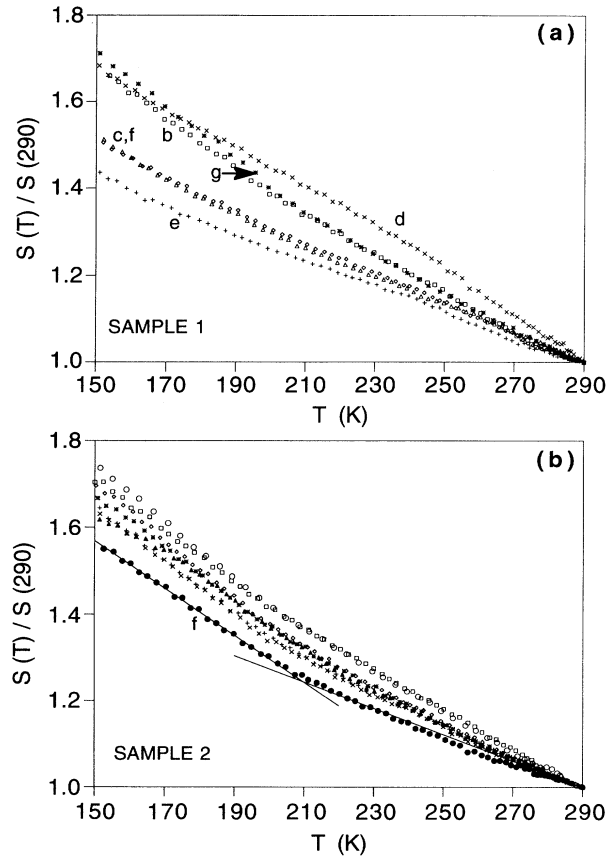 (a)
1.8
1.6
1.4
1.2
1.0
S (T) / S (290)
c,f
b
g
d
e
SAMPLE 1
150 170 190 210 230 250 270 290
T (K)
(b)
1.8
1.6
1.4
1.2
1.0
S (T) / S (290)
f
SAMPLE 2
150 170 190 210 230 250 270 290
T (K)